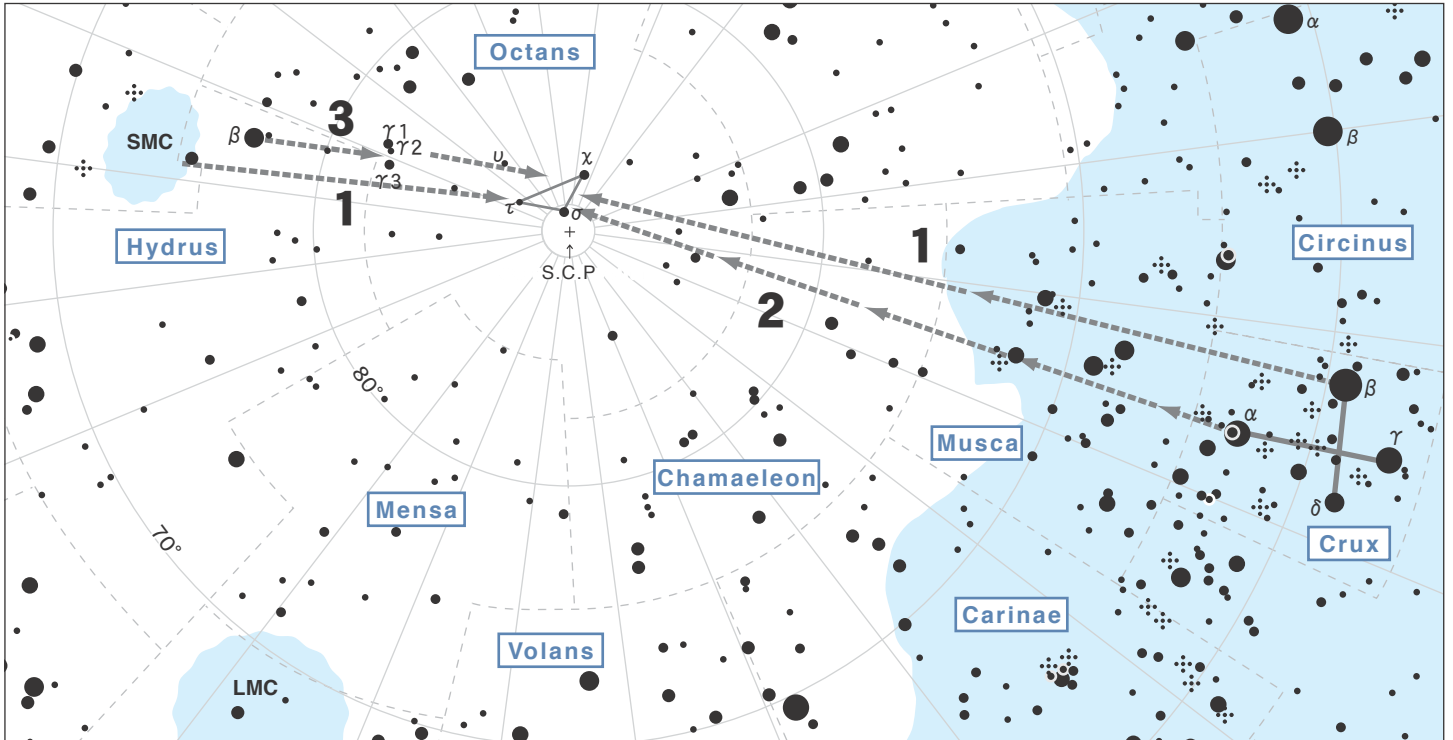 Octans
α
3
γ1
β
γ2
SMC
υ
χ
β
γ3
1
τ
σ
+
1
Hydrus
Circinus
S.C.P
2
80°
β
α
γ
Musca
Chamaeleon
Mensa
δ
70°
Crux
Carinae
Volans
LMC